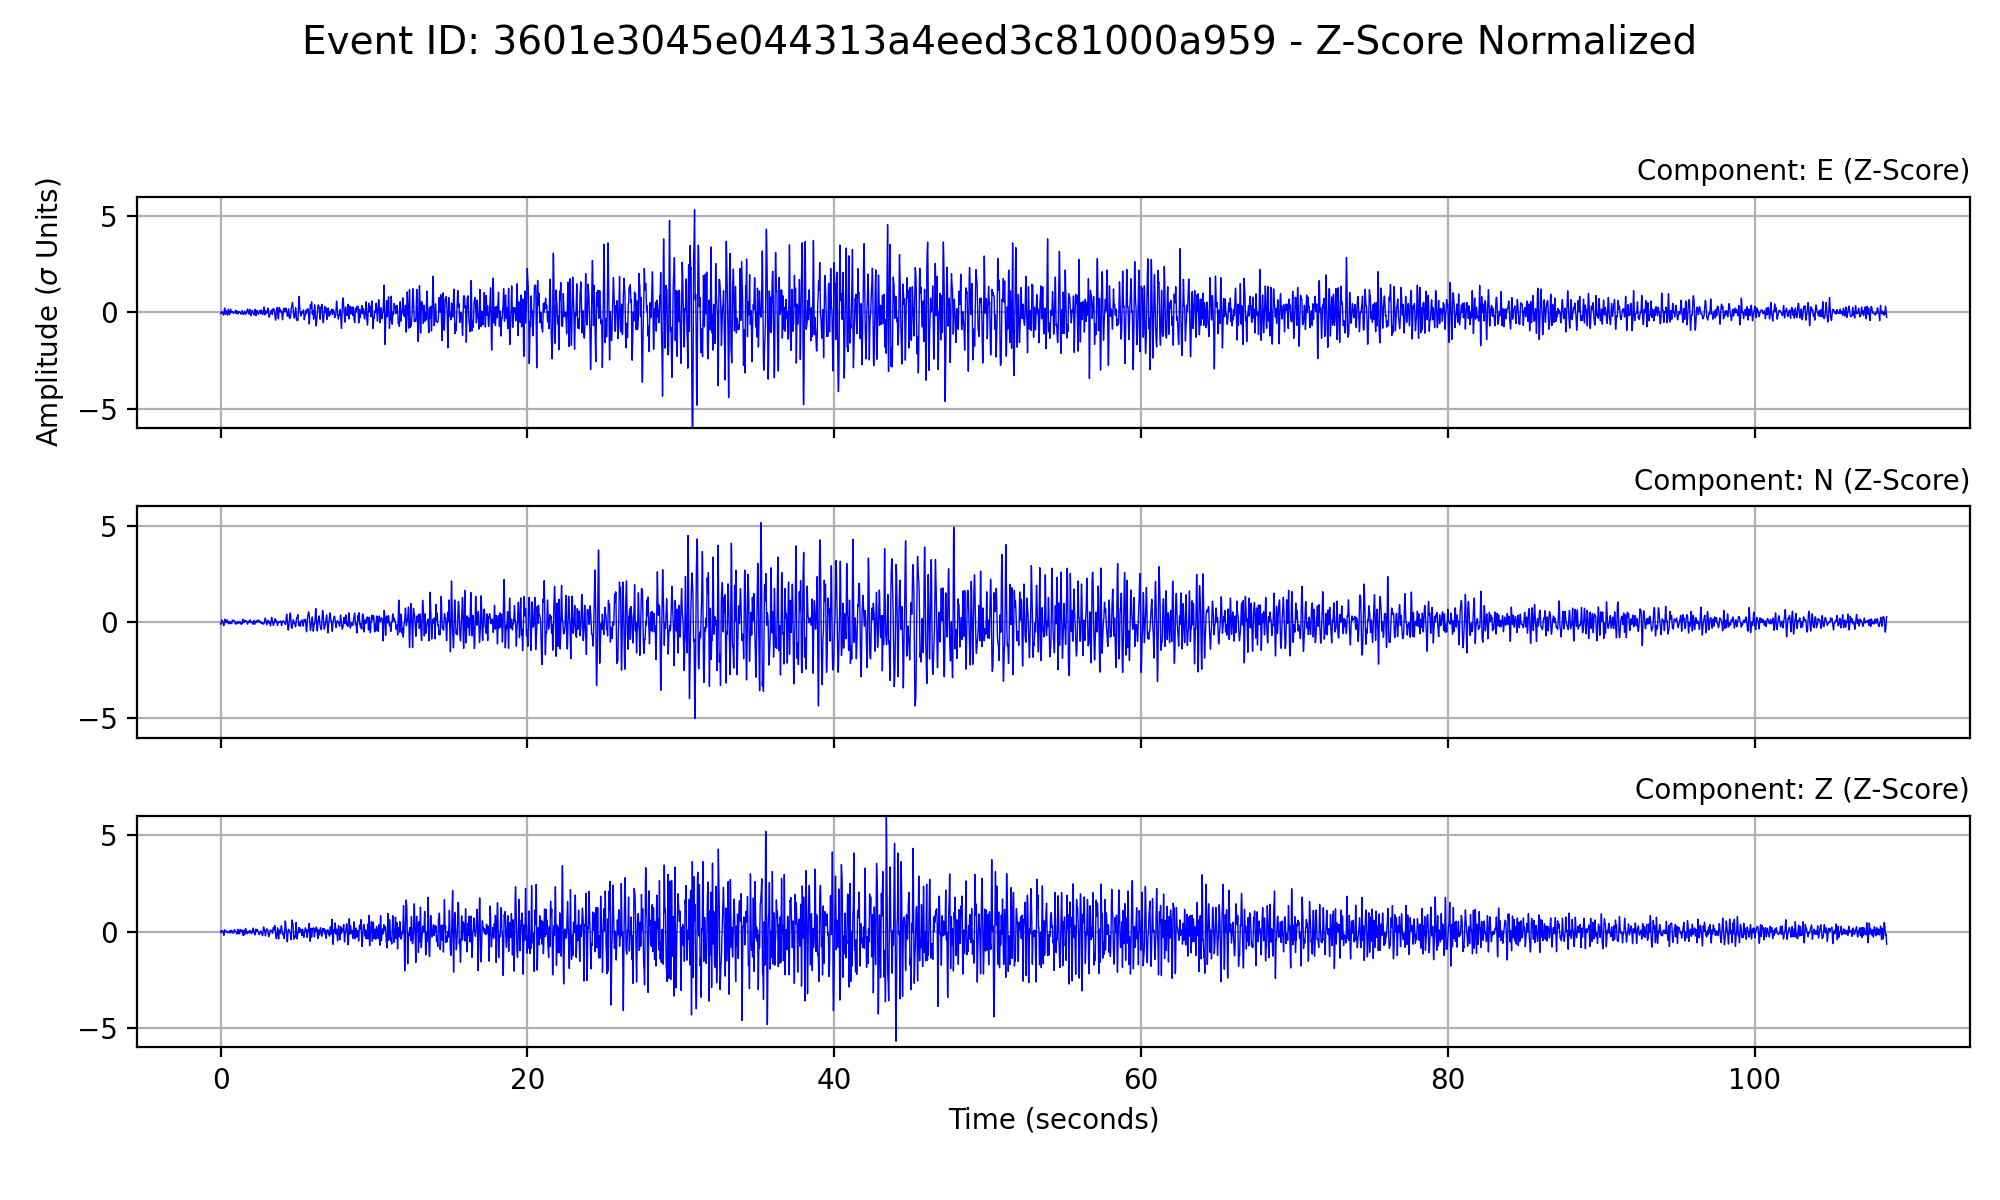 Event ID: 3601e3045e044313a4eed3c81000a959 - Z-Score Normalized
Component: E (Z-Score)
Amplitude (σ Units)
5
0
−5
Component: N (Z-Score)
5
0
−5
Component: Z (Z-Score)
5
0
−5
0 20 40 60 80 100
Time (seconds)